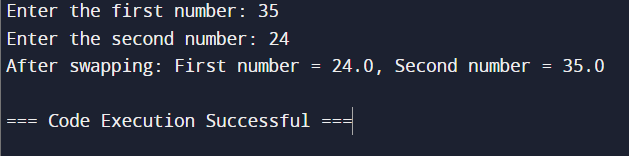 Enter the first number: 35
Enter the second number: 24
After swapping: First number = 24.0, Second number = 35.0
=== Code Execution Successful ===